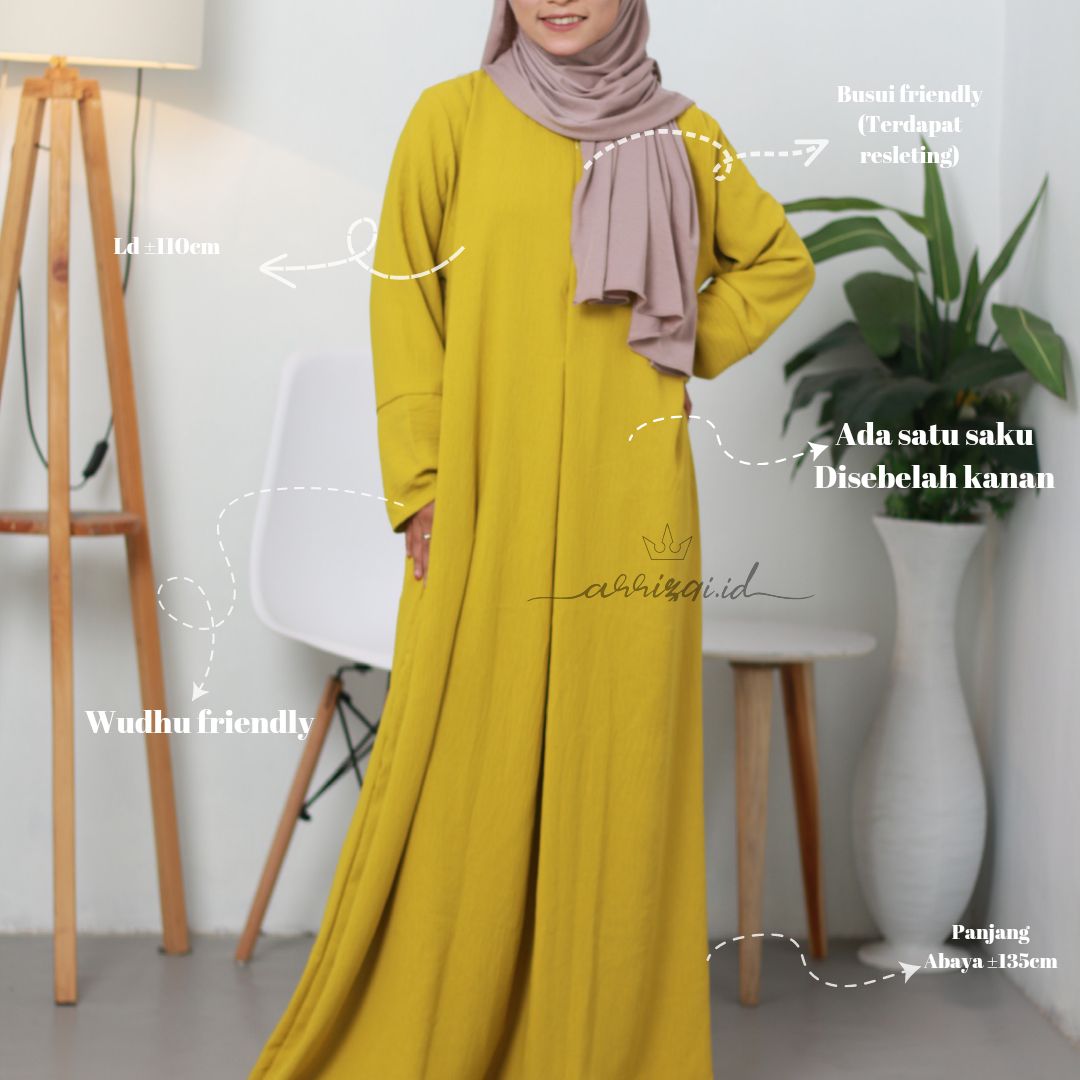 Busui friendly
(Terdapat
resleting)
Ld ±110cm
Ada satu saku
Disebelah kanan
arrizqi.id
Wudhu friendly
Panjang
Abaya ±135cm